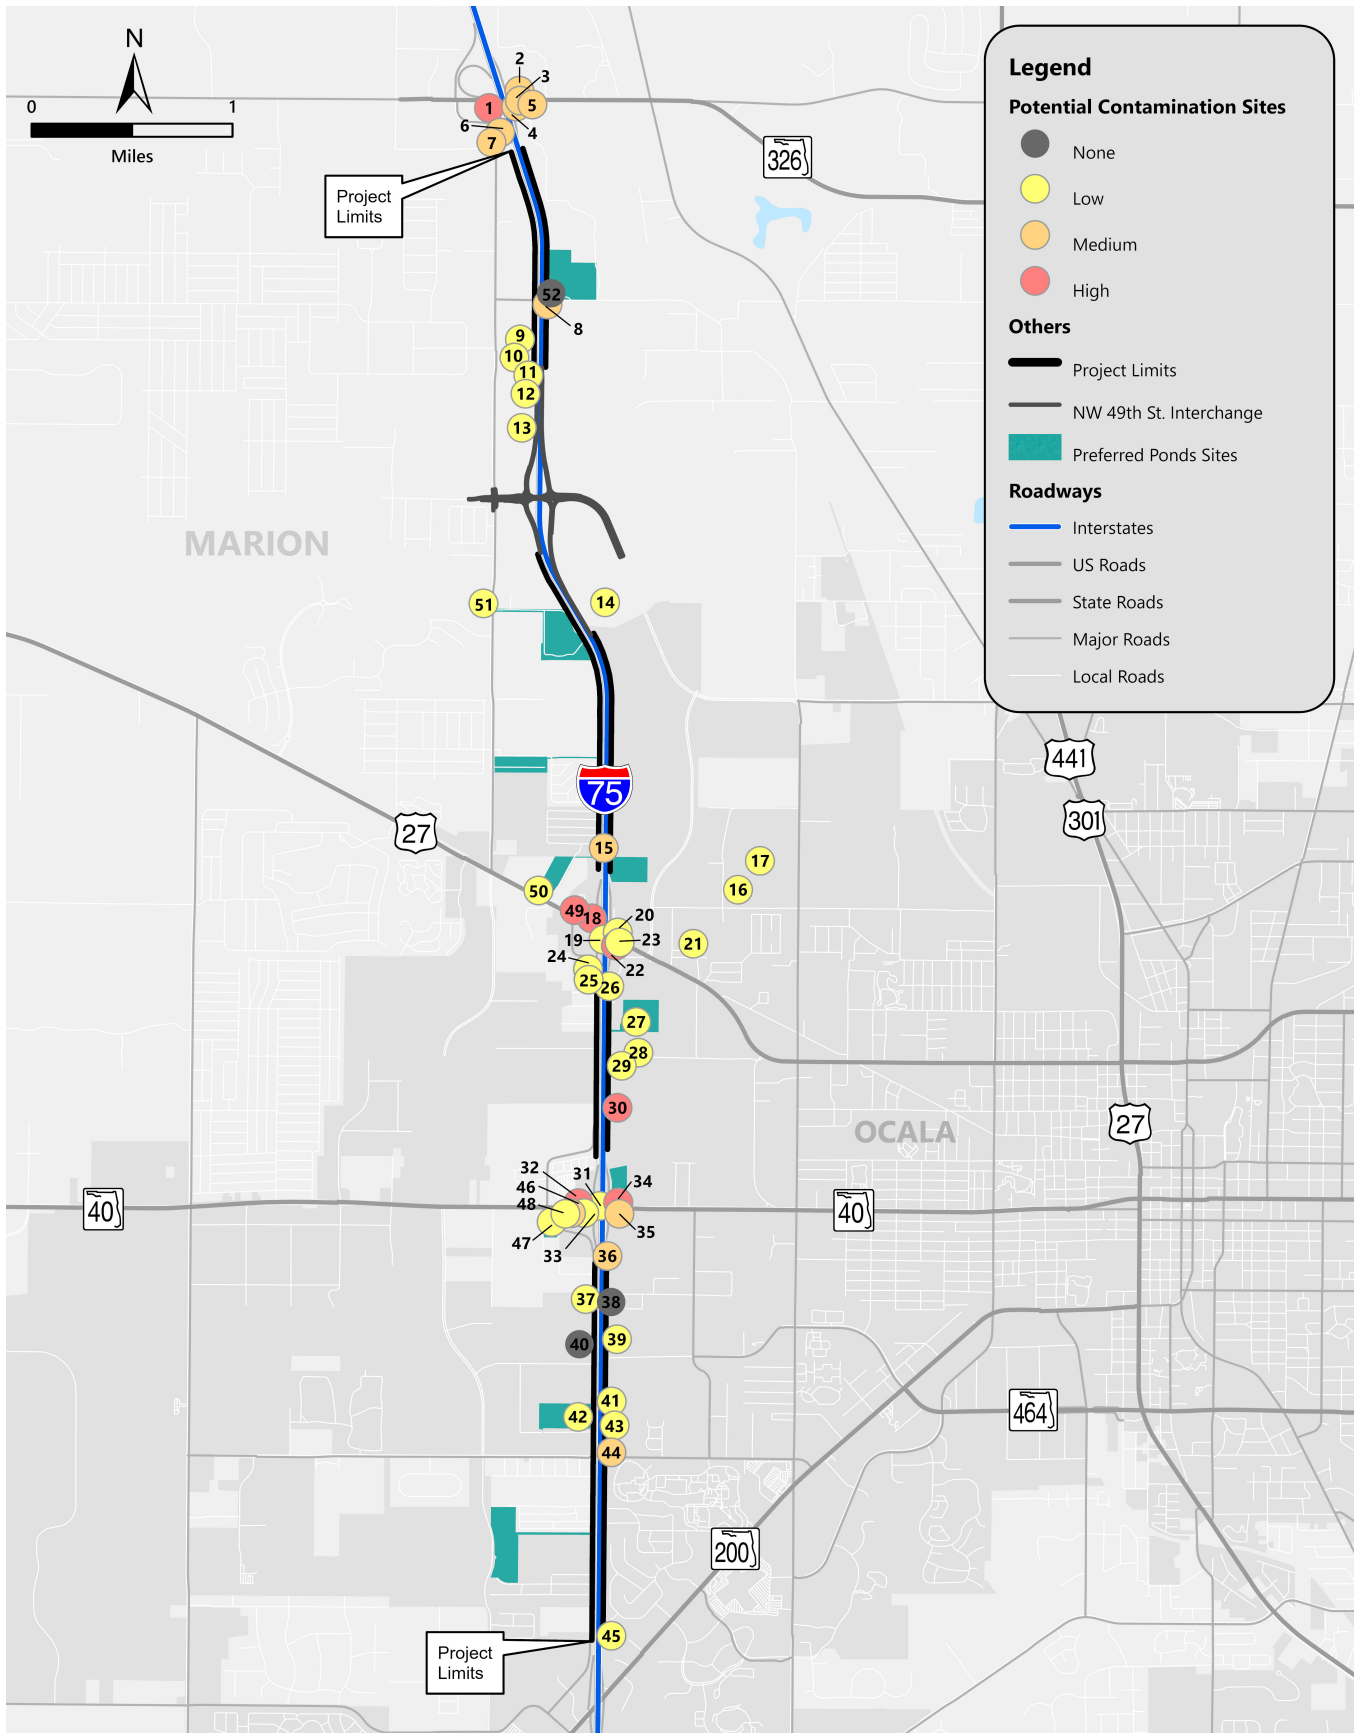 N
0
1
Miles
Legend
Potential Contamination Sites
None
Low
Medium
High
Others
Project Limits
NW 49th St. Interchange
Preferred Ponds Sites
Roadways
Interstates
US Roads
State Roads
Major Roads
Local Roads
2
3
1
5
6
4
7
326
Project
Limits
52
8
9
10
11
12
13
MARION
51
14
441
75
301
27
15
17
50
16
49
18
20
19
23
21
24
22
25
26
27
28
29
30
27
OCALA
32
31
34
46
48
40
40
47
33
35
36
37
38
39
40
41
42
43
464
44
200
45
Project
Limits